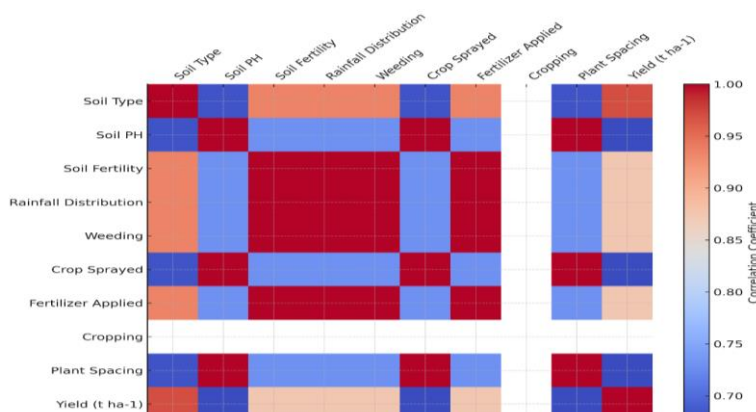 Soil Type
Soil PH
Soil Fertility
Rainfall Distribution
Weeding
Crop Sprayed
Fertilizer Applied
Cropping
Plant Spacing
Yield (t ha-1)
Soil Type
Soil PH
Soil Fertility
Rainfall Distribution
Weeding
Crop Sprayed
Fertilizer Applied
Cropping
Plant Spacing
Yield (t ha-1)
1.00
0.95
0.90
0.85
0.80
0.75
0.70
Correlation Coefficient